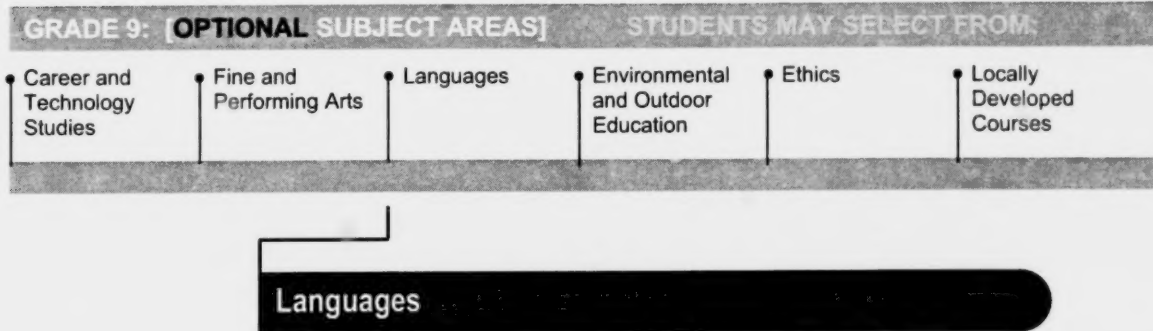 GRADE 9: [OPTIONAL SUBJECT AREAS] STUDENTS MAY SELECT FROM:
Career and
Technology
Studies
Fine and
Performing Arts
Languages
Environmental
and Outdoor
Education
Ethics
Locally
Developed
Courses
Languages